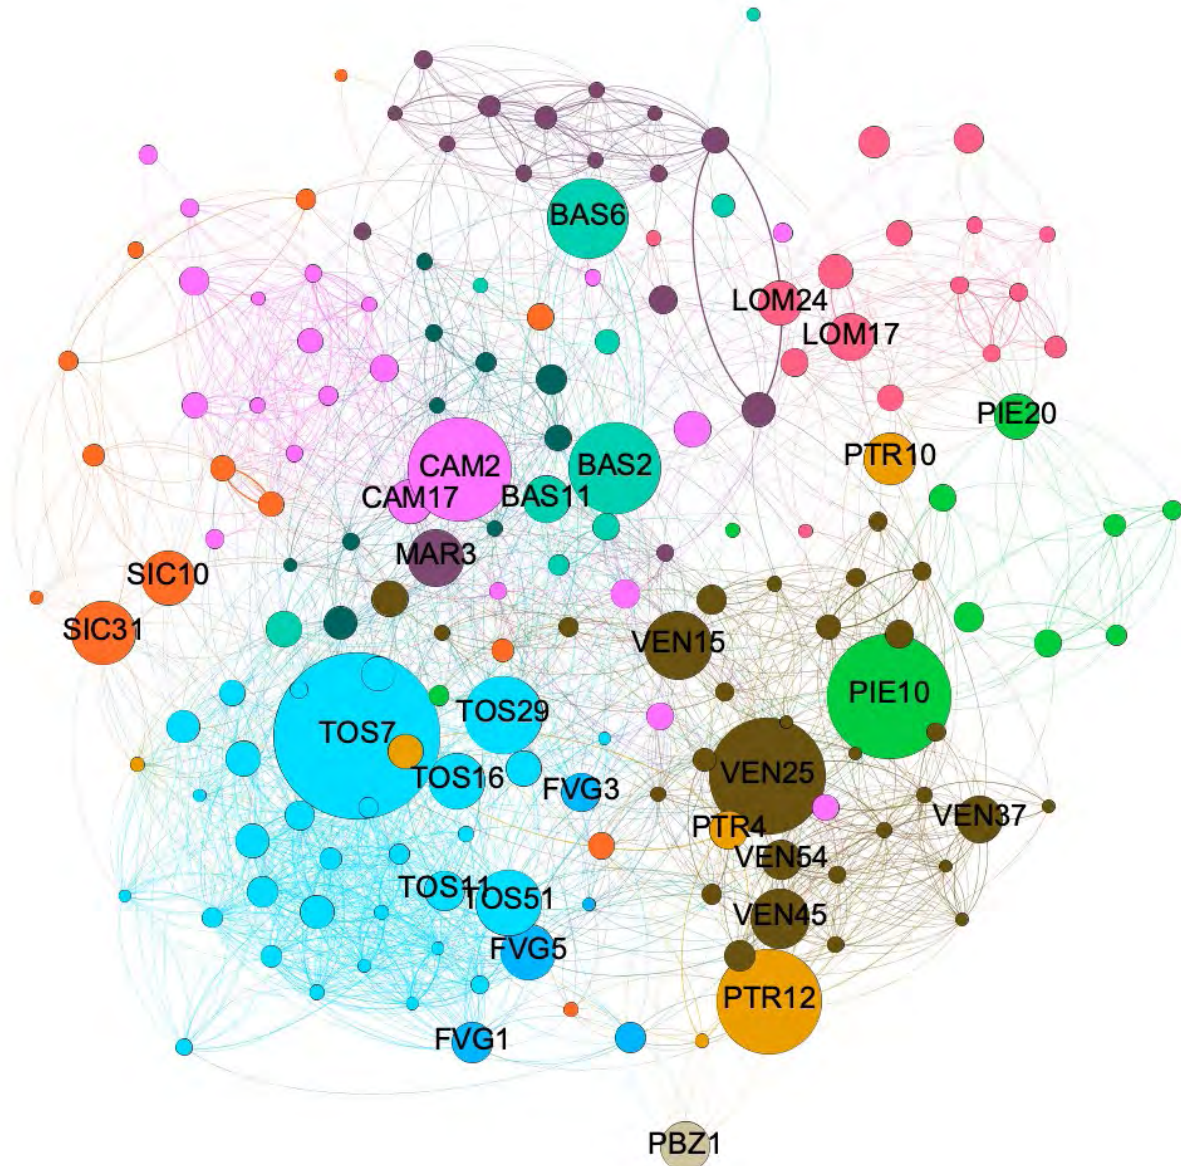 BAS6
LOM24
LOM17
PIE20
PTR10
CAM2
BAS2
CAM17
BAS11
MAR3
SIC10
SIC31
VEN15
PIE10
TOS7
TOS29
TOS16
FVG3
VEN25
PTR4
VEN37
VEN54
TOS11
TOS51
VEN45
FVG5
PTR12
FVG1
PBZ1